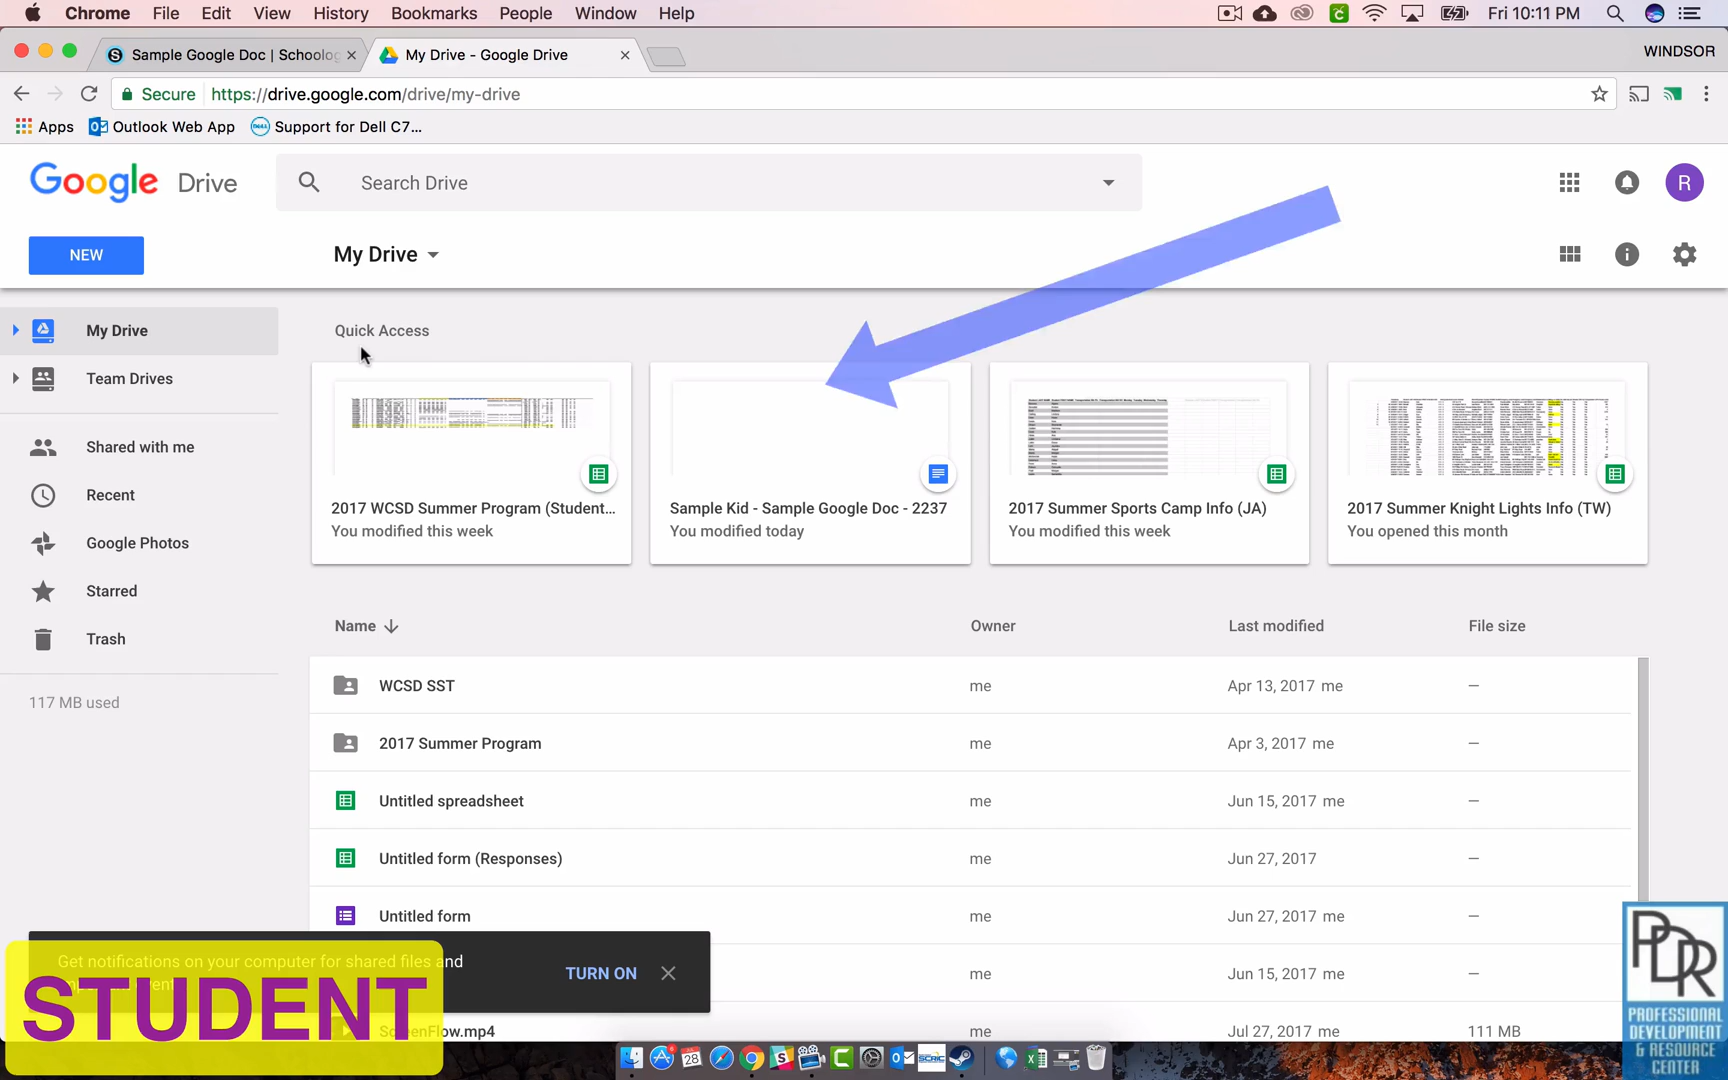 Chrome File Edit View History Bookmarks People Window Help Fri 10:11 PM
Sample Google Doc | Schoolog
My Drive - Google Drive
WINDSOR
Secure https://drive.google.com/drive/my-drive
Apps Outlook Web App Support for Dell C7...
Google Drive
Search Drive
R
NEW
My Drive
My Drive
Team Drives
Shared with me
Recent
Google Photos
Starred
Trash
117 MB used
Quick Access
2017 WCSD Summer Program (Student...
You modified this week
Sample Kid - Sample Google Doc - 2237
You modified today
2017 Summer Sports Camp Info (JA)
You modified this week
2017 Summer Knight Lights Info (TW)
You opened this month
Name Owner Last modified File size
WCSD SST me Apr 13, 2017 me —
2017 Summer Program me Apr 3, 2017 me —
Untitled spreadsheet me Jun 15, 2017 me —
Untitled form (Responses) me Jun 27, 2017 —
Untitled form me Jun 27, 2017 me —
me Jun 15, 2017 me —
ScreenFlow.mp4 me Jul 27, 2017 me 111 MB
Get notifications on your computer for shared files and
TURN ON
STUDENT
PDR
PROFESSIONAL
DEVELOPMENT
& RESOURCE
CENTER